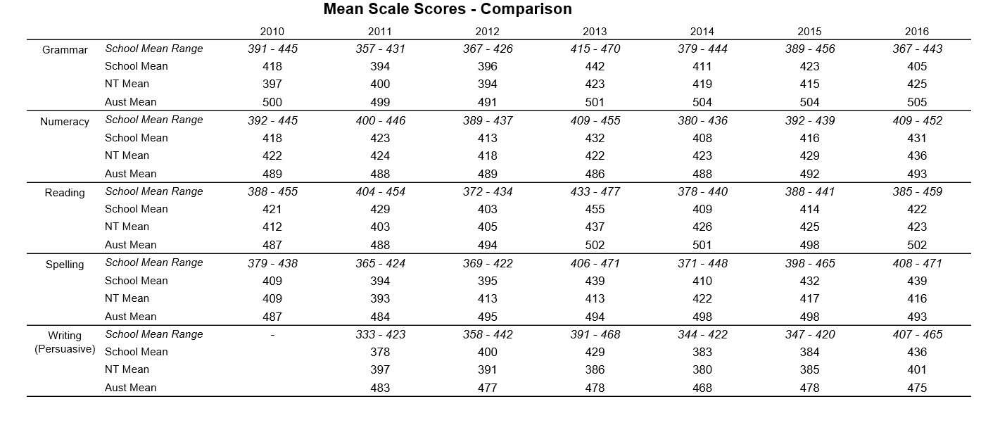 Mean Scale Scores - Comparison
2010 2011 2012 2013 2014 2015 2016
Grammar School Mean Range 391 - 445 357 - 431 367 - 426 415 - 470 379 - 444 389 - 456 367 - 443
School Mean 418 394 396 442 411 423 405
NT Mean 397 400 394 423 419 415 425
Aust Mean 500 499 491 501 504 504 505
Numeracy School Mean Range 392 - 445 400 - 446 389 - 437 409 - 455 380 - 436 392 - 439 409 - 452
School Mean 418 423 413 432 408 416 431
NT Mean 422 424 418 422 423 429 436
Aust Mean 489 488 489 486 488 492 493
Reading School Mean Range 388 - 455 404 - 454 372 - 434 433 - 477 378 - 440 388 - 441 385 - 459
School Mean 421 429 403 455 409 414 422
NT Mean 412 403 405 437 426 425 423
Aust Mean 487 488 494 502 501 498 502
Spelling School Mean Range 379 - 438 365 - 424 369 - 422 406 - 471 371 - 448 398 - 465 408 - 471
School Mean 409 394 395 439 410 432 439
NT Mean 409 393 413 413 422 417 416
Aust Mean 487 484 495 494 498 498 493
Writing School Mean Range - 333 - 423 358 - 442 391 - 468 344 - 422 347 - 420 407 - 465
(Persuasive) School Mean 378 400 429 383 384 436
NT Mean 397 391 386 380 385 401
Aust Mean 483 477 478 468 478 475